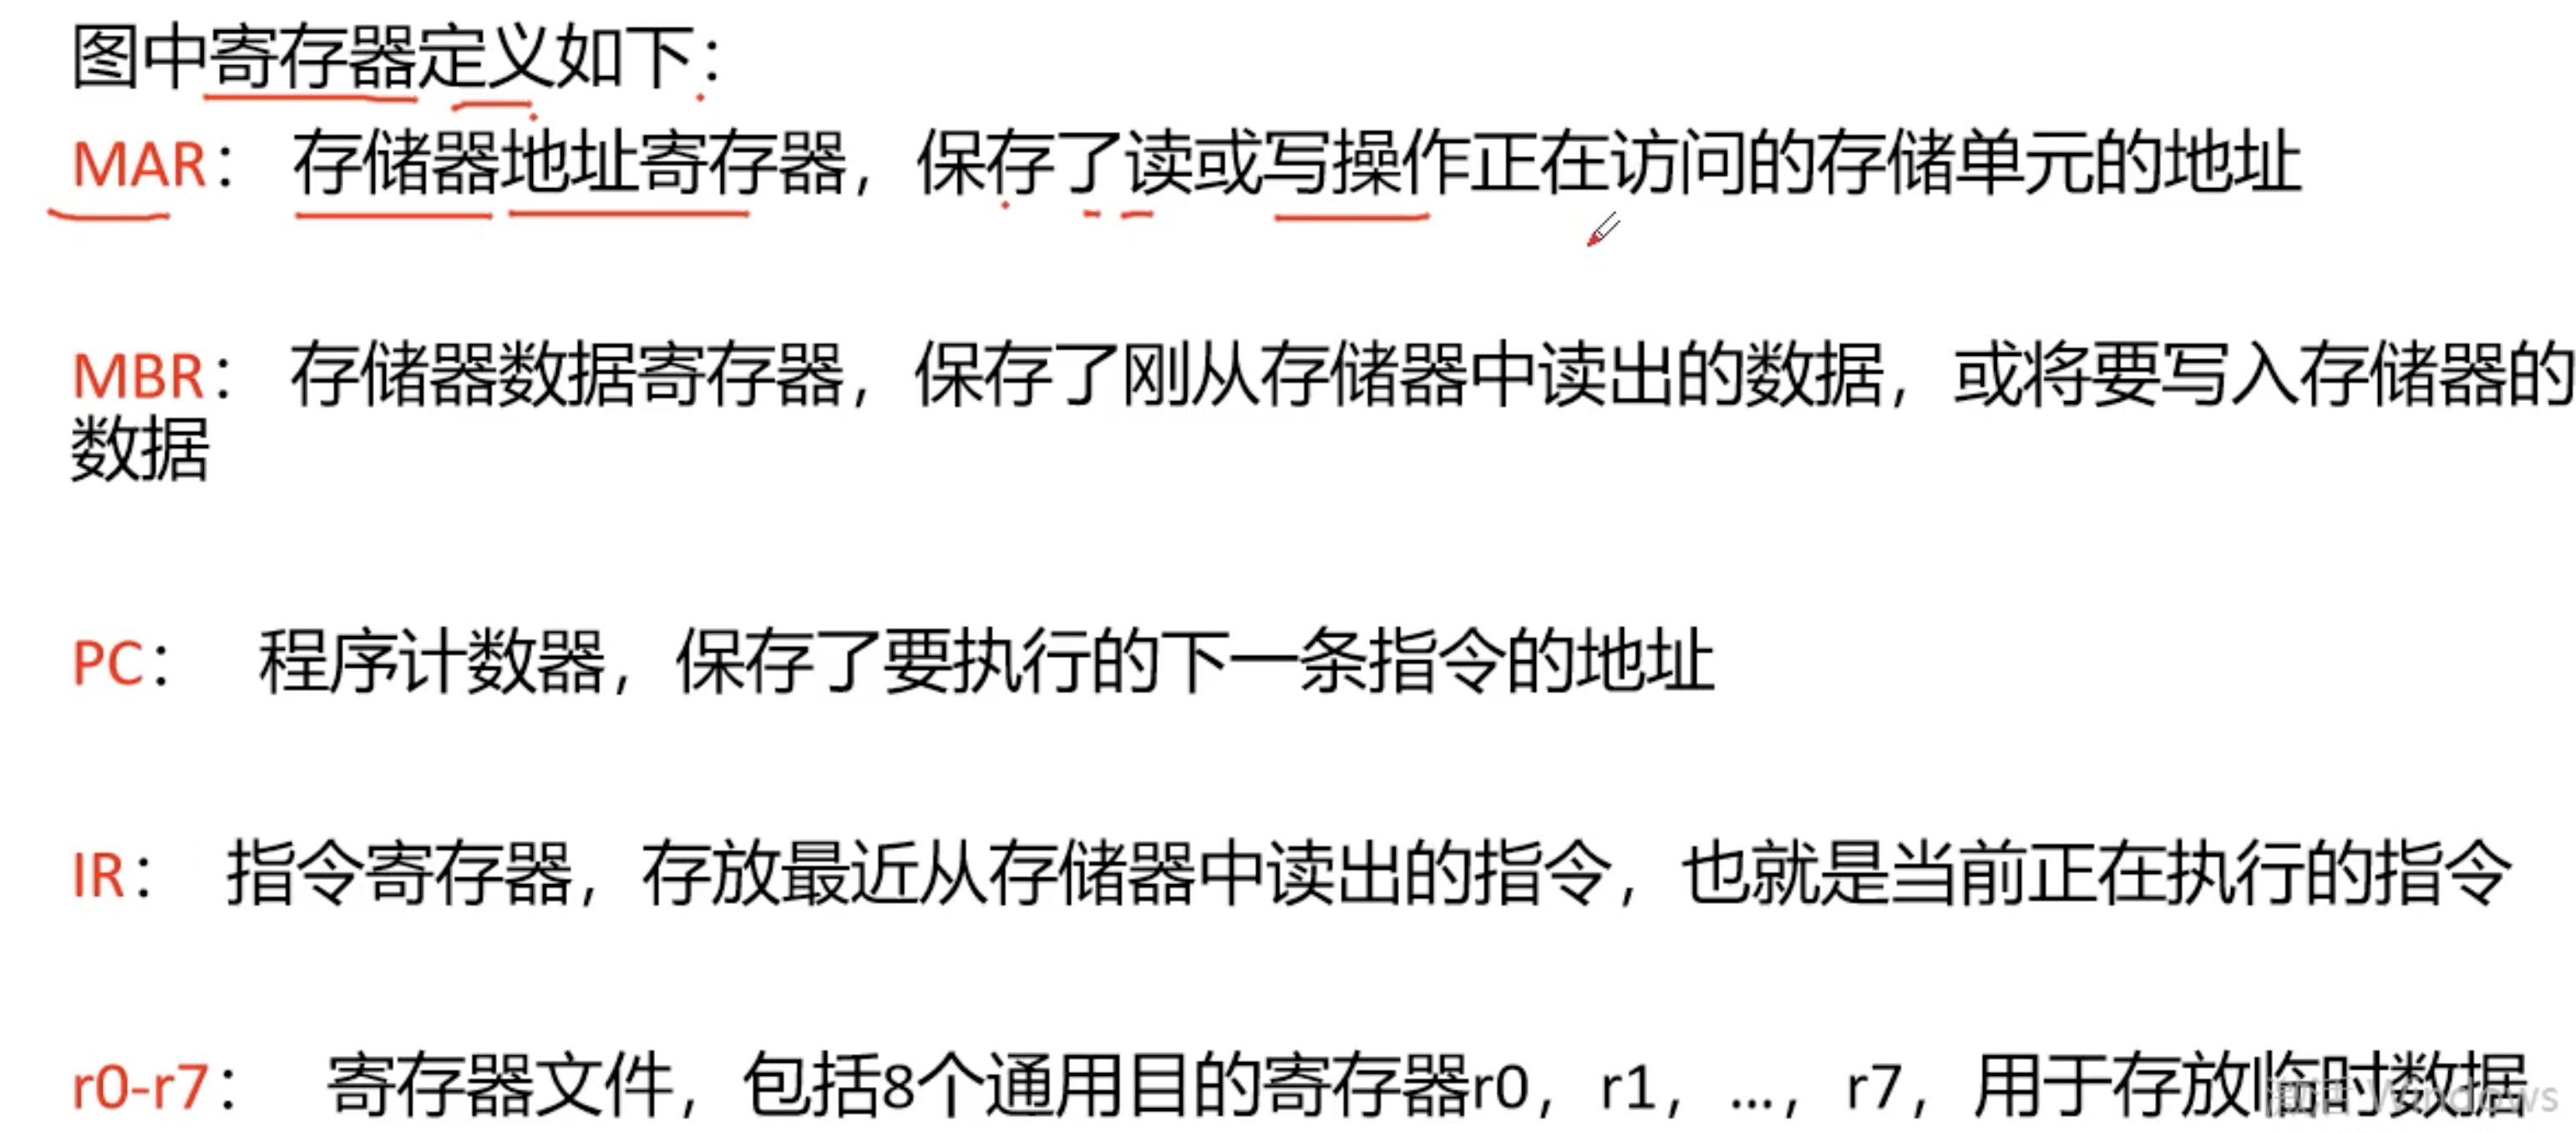 图中寄存器定义如下：
MAR： 存储器地址寄存器，保存了读或写操作正在访问的存储单元的地址
MBR： 存储器数据寄存器，保存了刚从存储器中读出的数据，或将要写入存储器的
数据
PC： 程序计数器，保存了要执行的下一条指令的地址
IR： 指令寄存器，存放最近从存储器中读出的指令，也就是当前正在执行的指令
r0-r7： 寄存器文件，包括8个通用目的寄存器r0，r1，…，r7，用于存放临时数据
激活 Windows